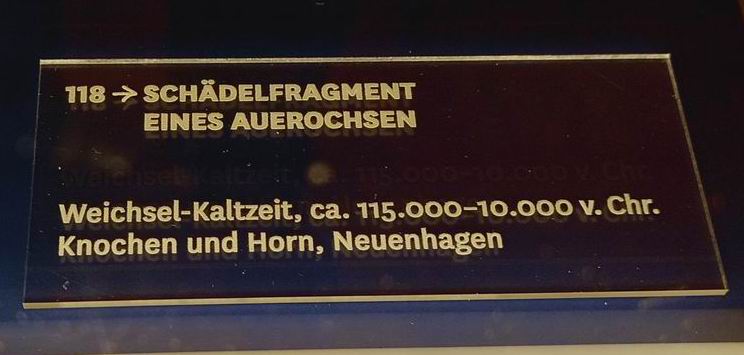 118 → SCHÄDELFRAGMENT
EINES AUEROCHSEN
Weichsel-Kaltzeit, ca. 115.000–10.000 v. Chr.
Knochen und Horn, Neuenhagen